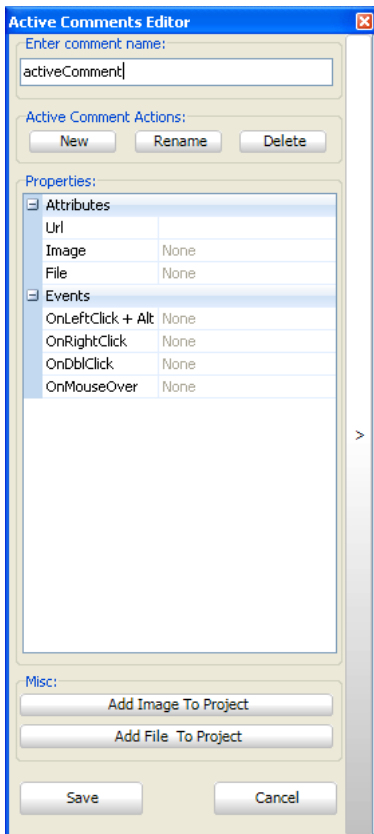 Active Comments Editor
Enter comment name:
activeComment
Active Comment Actions:
New Rename Delete
Properties:
Attributes
Url
Image None
File None
Events
OnLeftClick + Alt None
OnRightClick None
OnDblClick None
OnMouseOver None
>
Misc:
Add Image To Project
Add File To Project
Save Cancel